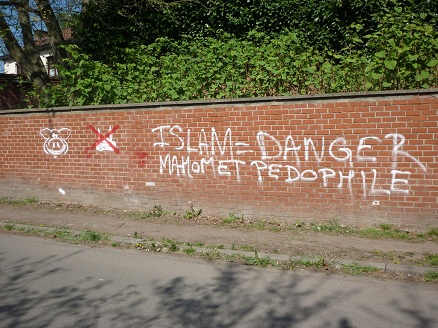 ISLAM = DANGER
MAHOMET PEDOPHILE